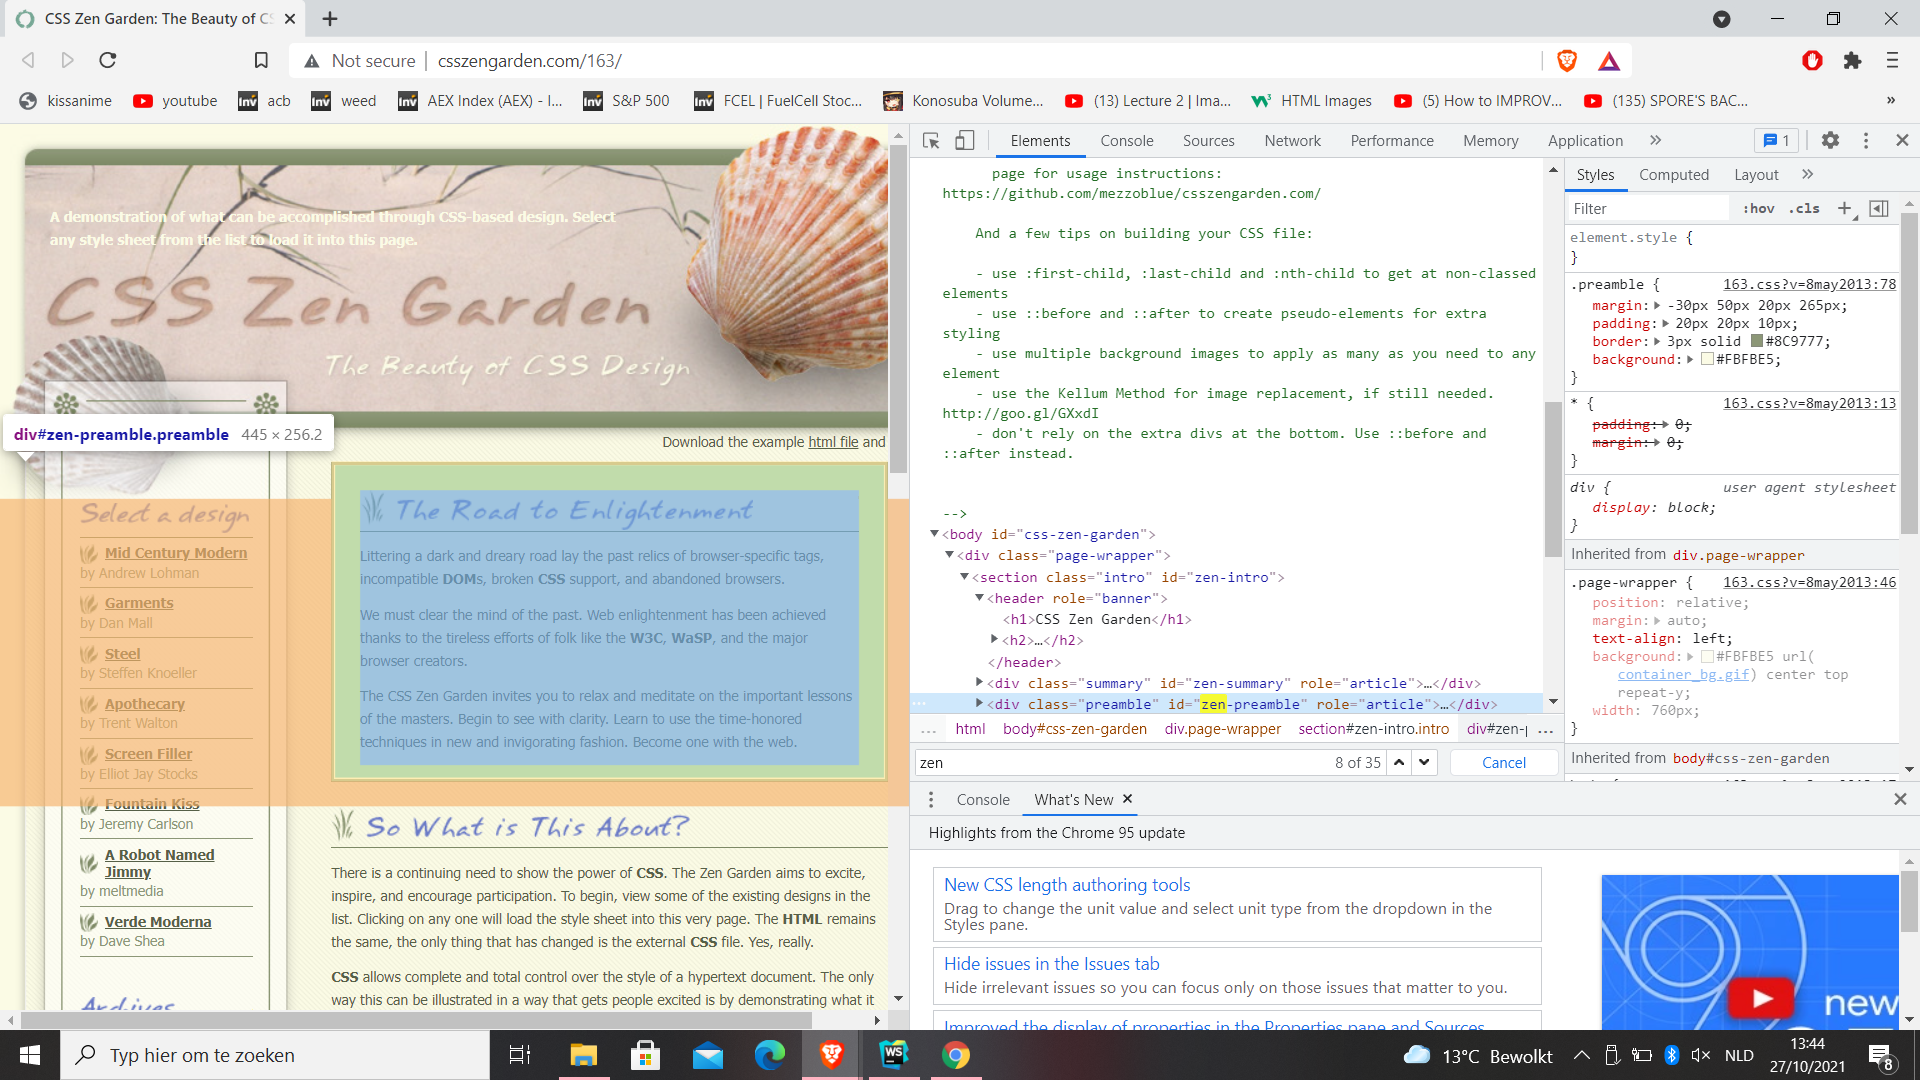 CSS Zen Garden: The Beauty of CS
Not secure
csszengarden.com/163/
kissanime
youtube
acb
weed
AEX Index (AEX) - I...
S&P 500
FCEL | FuelCell Stoc...
Konosuba Volume...
(13) Lecture 2 | Ima...
HTML Images
(5) How to IMPROV...
(135) SPORE'S BAC...
»
A demonstration of what can be accomplished through CSS-based design. Select
any style sheet from the list to load it into this page.
CSS Zen Garden
The Beauty of CSS Design
div#zen-preamble.preamble 445 × 256.2
Download the example html file and
Select a design
Mid Century Modern
by Andrew Lohman
Garments
by Dan Mall
Steel
by Steffen Knoeller
Apothecary
by Trent Walton
Screen Filler
by Elliot Jay Stocks
Fountain Kiss
by Jeremy Carlson
A Robot Named
Jimmy
by meltmedia
Verde Moderna
by Dave Shea
Archives
The Road to Enlightenment
Littering a dark and dreary road lay the past relics of browser-specific tags,
incompatible DOMs, broken CSS support, and abandoned browsers.
We must clear the mind of the past. Web enlightenment has been achieved
thanks to the tireless efforts of folk like the W3C, WaSP, and the major
browser creators.
The CSS Zen Garden invites you to relax and meditate on the important lessons
of the masters. Begin to see with clarity. Learn to use the time-honored
techniques in new and invigorating fashion. Become one with the web.
So What is This About?
There is a continuing need to show the power of CSS. The Zen Garden aims to excite,
inspire, and encourage participation. To begin, view some of the existing designs in the
list. Clicking on any one will load the style sheet into this very page. The HTML remains
the same, the only thing that has changed is the external CSS file. Yes, really.
CSS allows complete and total control over the style of a hypertext document. The only
way this can be illustrated in a way that gets people excited is by demonstrating what it
Elements
Console
Sources
Network
Performance
Memory
Application
»
1
page for usage instructions:
https://github.com/mezzoblue/csszengarden.com/
And a few tips on building your CSS file:
- use :first-child, :last-child and :nth-child to get at non-classed
elements
- use ::before and ::after to create pseudo-elements for extra
styling
- use multiple background images to apply as many as you need to any
element
- use the Kellum Method for image replacement, if still needed.
http://goo.gl/GXxdI
- don't rely on the extra divs at the bottom. Use ::before and
::after instead.
-->
<body id="css-zen-garden">
<div class="page-wrapper">
<section class="intro" id="zen-intro">
<header role="banner">
<h1>CSS Zen Garden</h1>
<h2>…</h2>
</header>
<div class="summary" id="zen-summary" role="article">…</div>
<div class="preamble" id="zen-preamble" role="article">…</div>
... html body#css-zen-garden div.page-wrapper section#zen-intro.intro div#zen-p ...
zen
8 of 35
Cancel
Styles
Computed
Layout
»
Filter
:hov .cls +
element.style {
}
.preamble { 163.css?v=8may2013:78
margin: -30px 50px 20px 265px;
padding: 20px 20px 10px;
border: 3px solid #8C9777;
background: #FBFBE5;
}
* { 163.css?v=8may2013:13
padding: 0;
margin: 0;
}
div { user agent stylesheet
display: block;
}
Inherited from div.page-wrapper
.page-wrapper { 163.css?v=8may2013:46
position: relative;
margin: auto;
text-align: left;
background: #FBFBE5 url(
container_bg.gif) center top
repeat-y;
width: 760px;
}
Inherited from body#css-zen-garden
Console
What's New
Highlights from the Chrome 95 update
New CSS length authoring tools
Drag to change the unit value and select unit type from the dropdown in the
Styles pane.
Hide issues in the Issues tab
Hide irrelevant issues so you can focus only on those issues that matter to you.
Improved the display of properties in the Properties pane and Sources
new
Typ hier om te zoeken
WS
13°C Bewolkt
NLD
13:44
27/10/2021
8